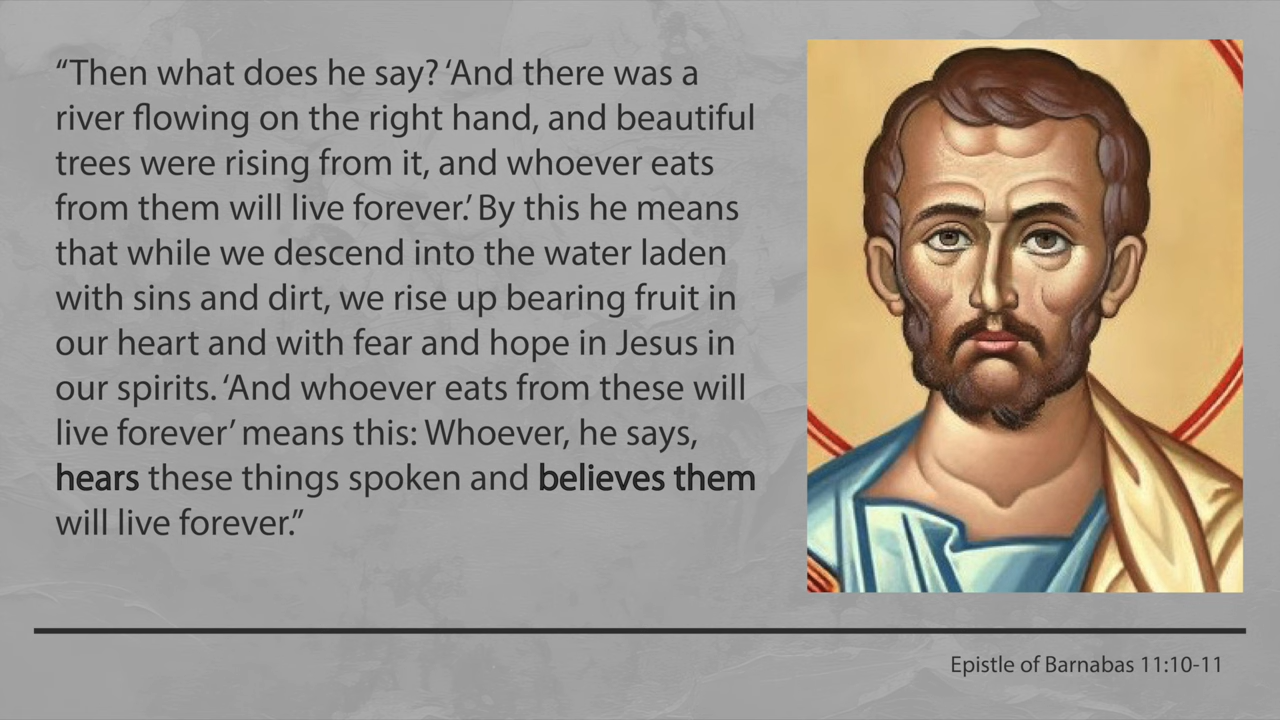 “Then what does he say? ‘And there was a
river flowing on the right hand, and beautiful
trees were rising from it, and whoever eats
from them will live forever.’ By this he means
that while we descend into the water laden
with sins and dirt, we rise up bearing fruit in
our heart and with fear and hope in Jesus in
our spirits. ‘And whoever eats from these will
live forever’ means this: Whoever, he says,
hears these things spoken and believes them
will live forever.”
Epistle of Barnabas 11:10-11